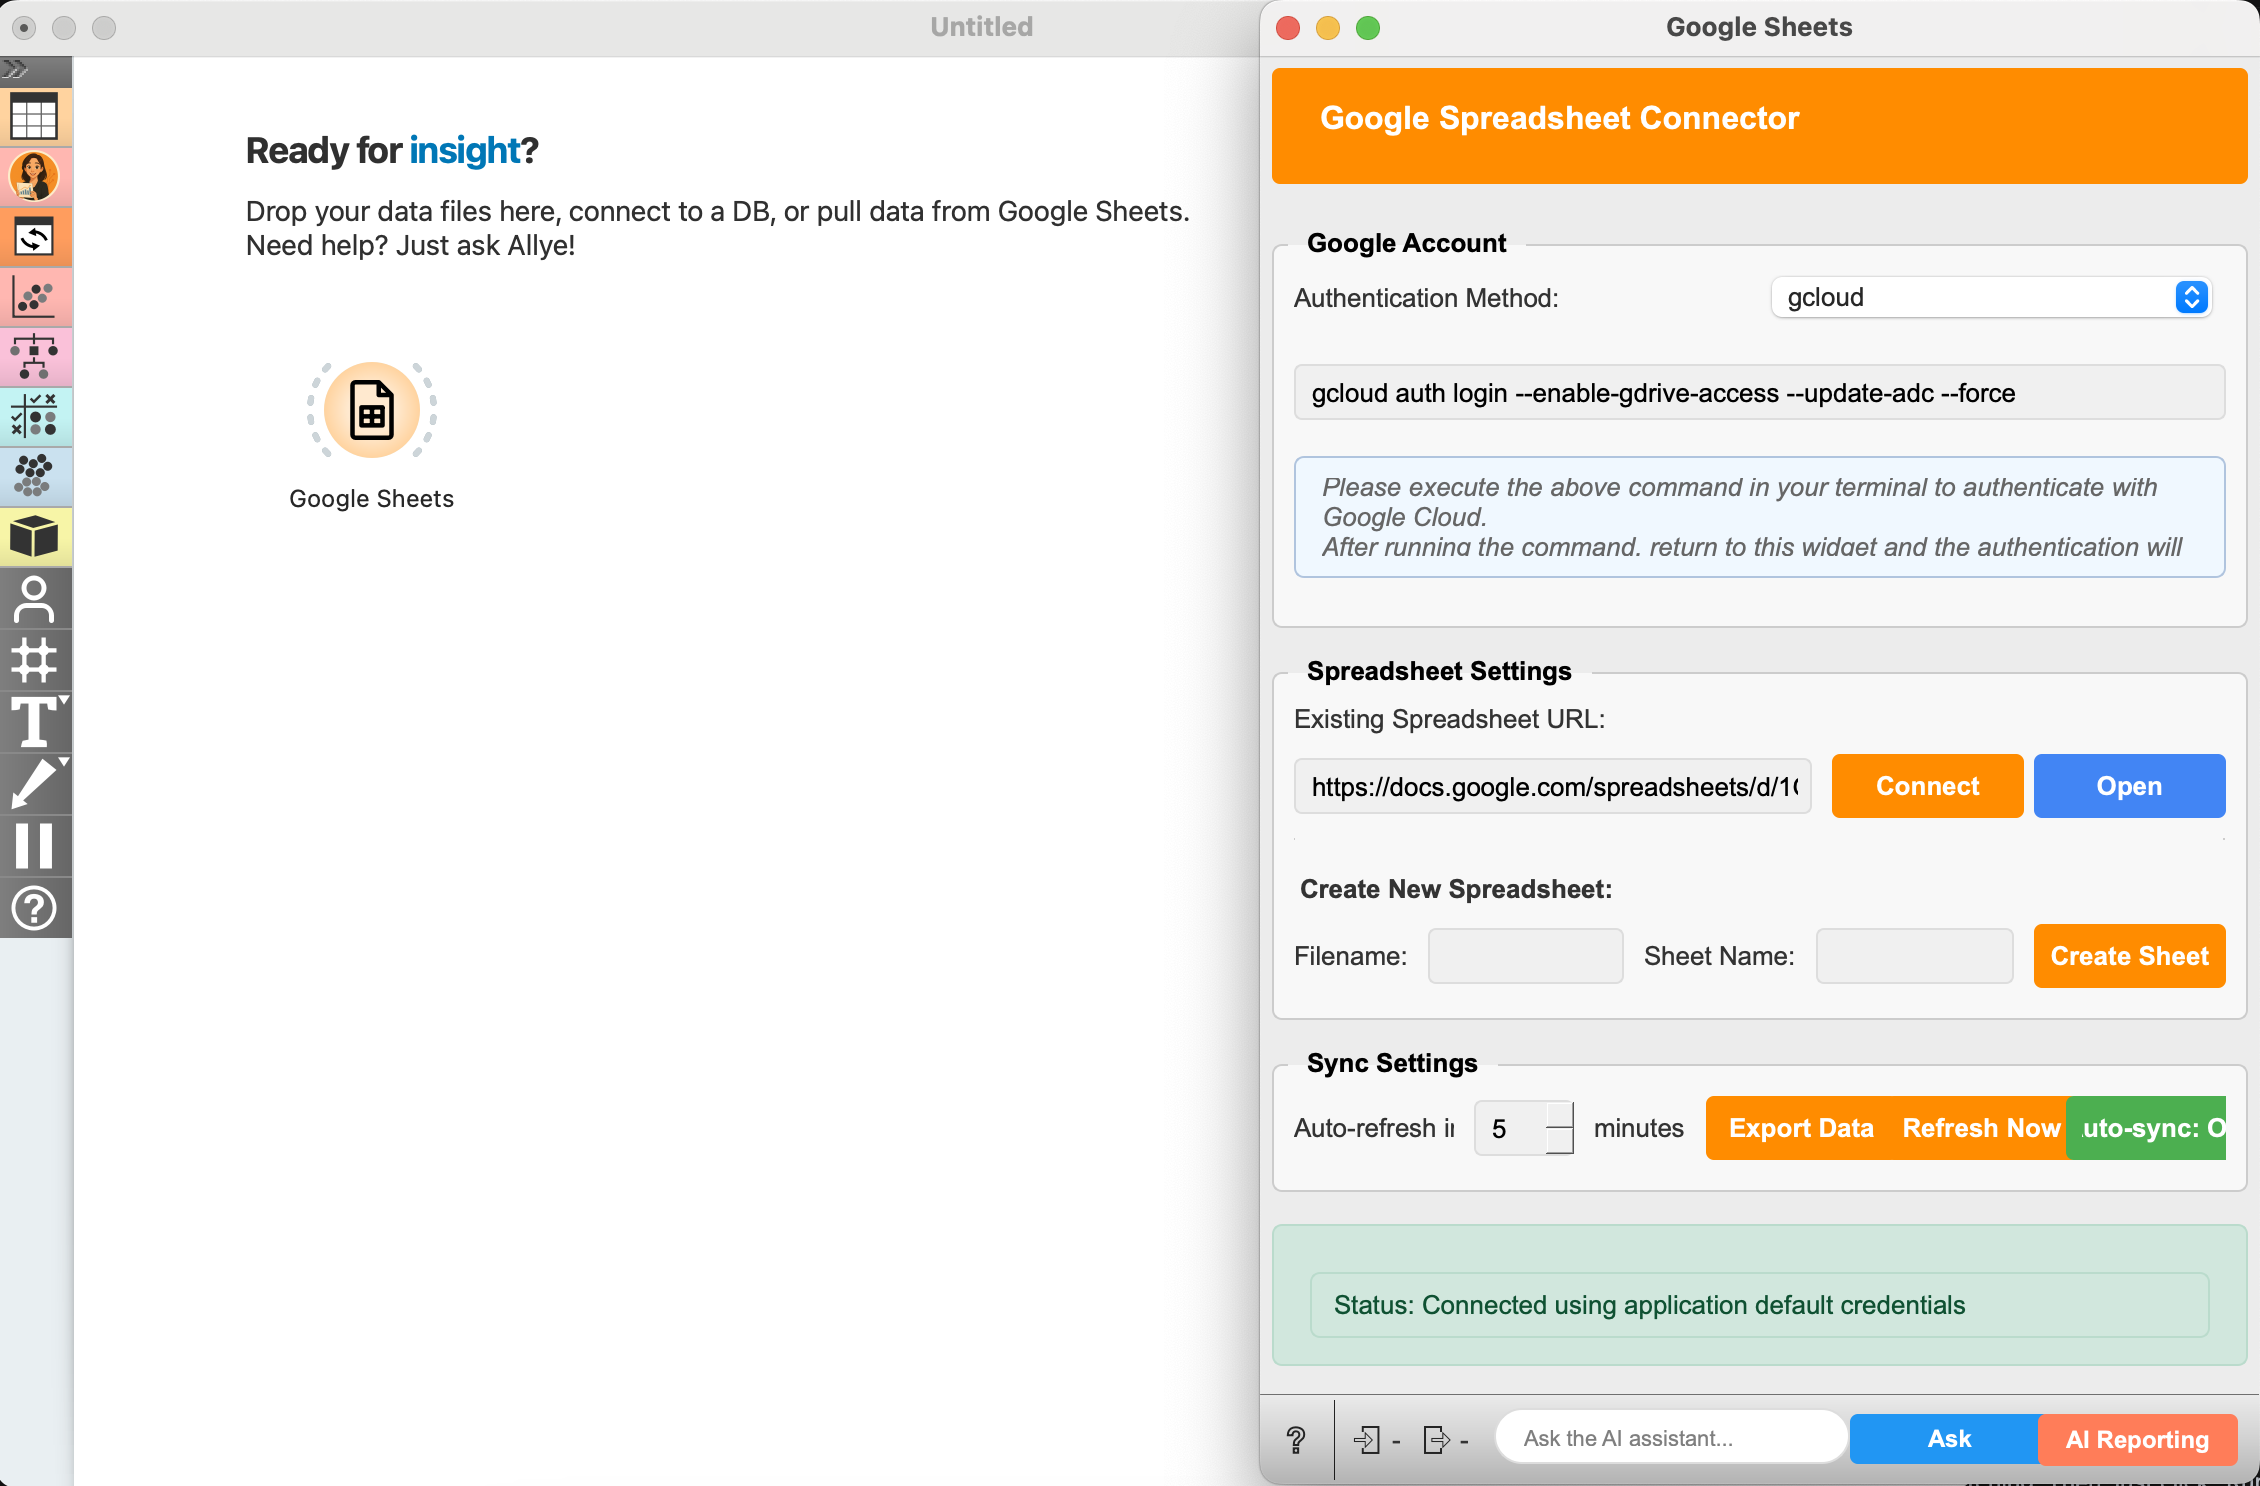 Untitled
Ready for insight?
Drop your data files here, connect to a DB, or pull data from Google Sheets.
Need help? Just ask Allye!
Google Sheets
Google Sheets
Google Spreadsheet Connector
Google Account
Authentication Method:
gcloud
gcloud auth login --enable-gdrive-access --update-adc --force
Please execute the above command in your terminal to authenticate with
Google Cloud.
After running the command, return to this widget and the authentication will
Spreadsheet Settings
Existing Spreadsheet URL:
https://docs.google.com/spreadsheets/d/1
Connect
Open
Create New Spreadsheet:
Filename:
Sheet Name:
Create Sheet
Sync Settings
Auto-refresh
5
minutes
Export Data
Refresh Now
uto-sync: O
Status: Connected using application default credentials
? - -
Ask the AI assistant...
Ask
AI Reporting